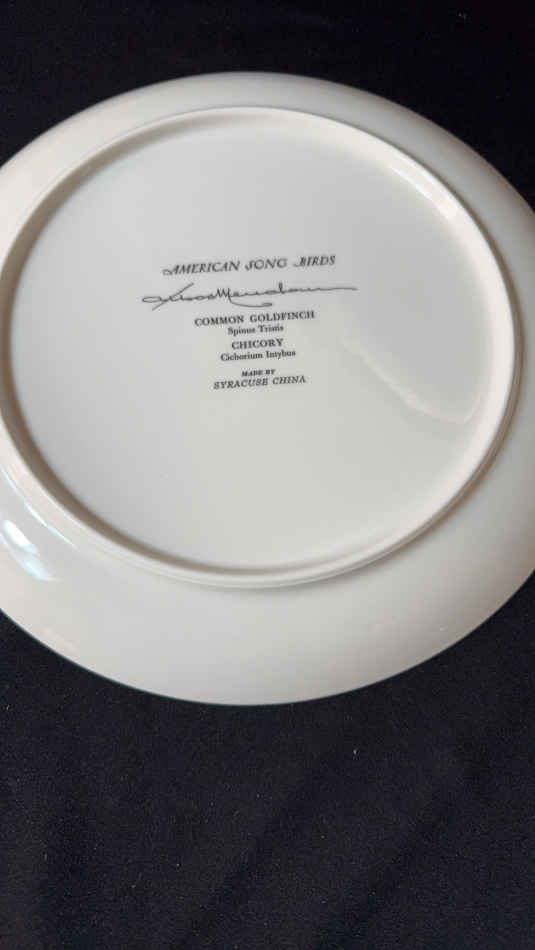 AMERICAN SONG BIRDS
COMMON GOLDFINCH
Spinus Tristis
CHICORY
Cichorium Intybus
MADE BY
SYRACUSE CHINA